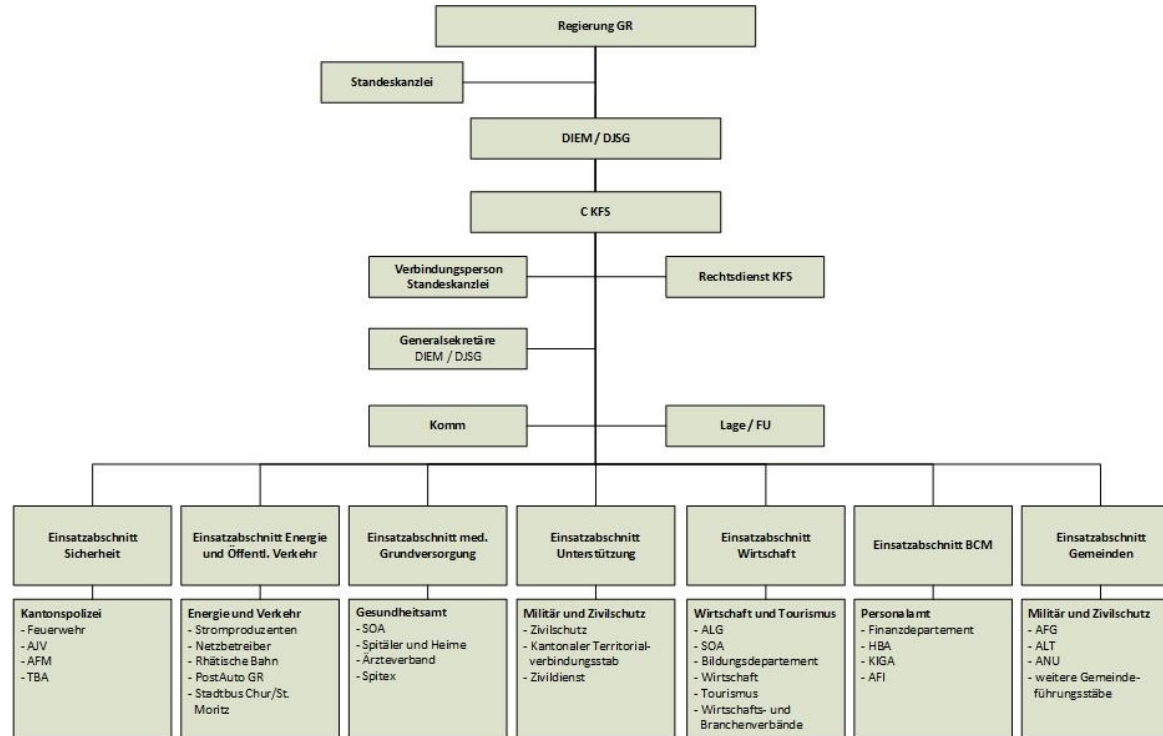 Regierung GR
Standeskanzlei
DIEM / DJSG
C KFS
Verbindungsperson
Standeskanzlei
Rechtsdienst KFS
Generalsekretäre
DIEM / DJSG
Komm
Lage / FU
Einsatzabschnitt
Sicherheit
Einsatzabschnitt Energie
und Öffentl. Verkehr
Einsatzabschnitt med.
Grundversorgung
Einsatzabschnitt
Unterstützung
Einsatzabschnitt
Wirtschaft
Einsatzabschnitt BCM
Einsatzabschnitt
Gemeinden
Kantonspolizei
- Feuerwehr
- AJV
- AFM
- TBA
Energie und Verkehr
- Stromproduzenten
- Netzbetreiber
- Rhätische Bahn
- PostAuto GR
- Stadtbus Chur/St.
Moritz
Gesundheitsamt
- SOA
- Spitäler und Heime
- Ärzteverband
- Spitex
Militär und Zivilschutz
- Zivilschutz
- Kantonaler Territorial-
verbindungsstab
- Zivildienst
Wirtschaft und Tourismus
- ALG
- SOA
- Bildungsdepartement
- Wirtschaft
- Tourismus
- Wirtschafts- und
Branchenverbände
Personalamt
- Finanzdepartement
- HBA
- KIGA
- AFI
Militär und Zivilschutz
- AFG
- ALT
- ANU
- weitere Gemeinde-
führungsstäbe